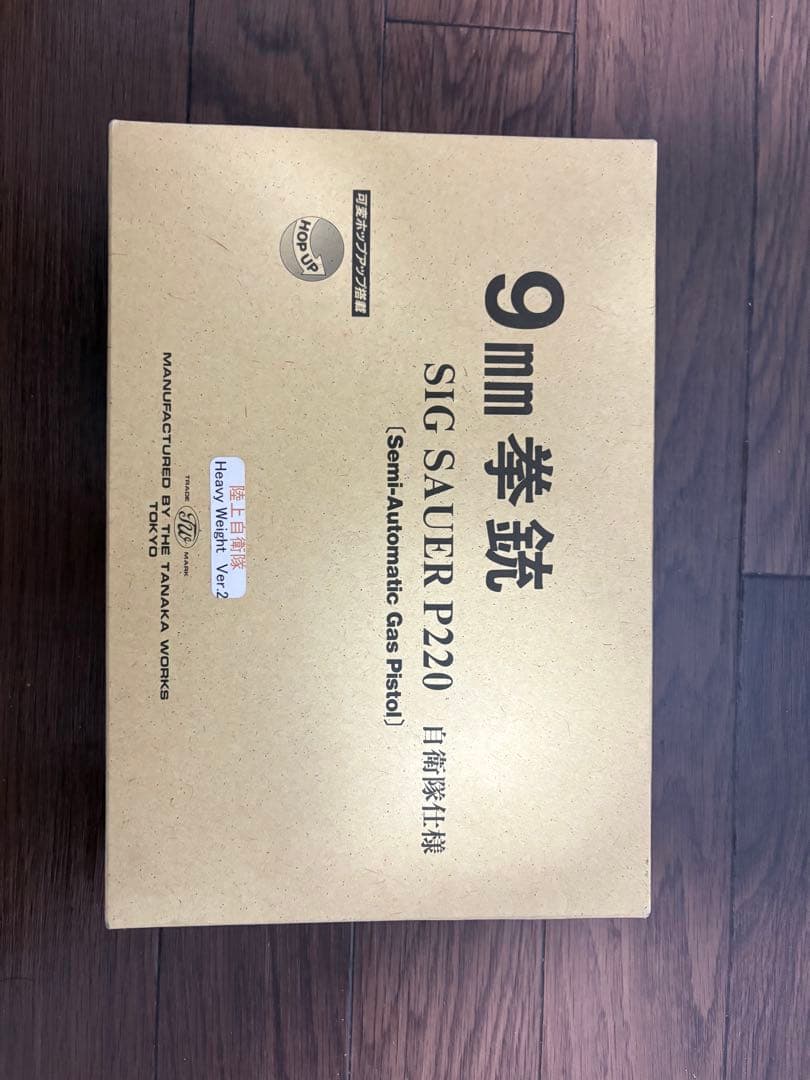 9mm 拳銃
SIG SAUER P220 自衛隊仕様
〔Semi-Automatic Gas Pistol〕
可変ホップアップ搭載
HOP UP
陸上自衛隊
Heavy Weight Ver.2
TRADE TW MARK
MANUFACTURED BY THE TANAKA WORKS
TOKYO